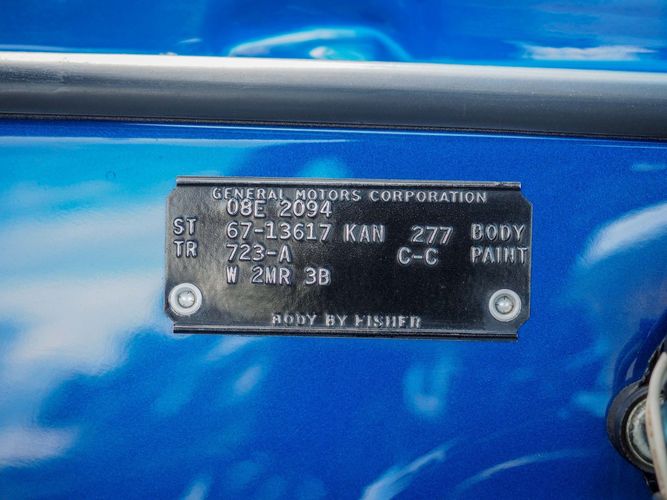 GENERAL MOTORS CORPORATION
08E 2094
ST 67-13617 KAN 277 BODY
TR 723-A C-C PAINT
W 2MR 3B
BODY BY FISHER